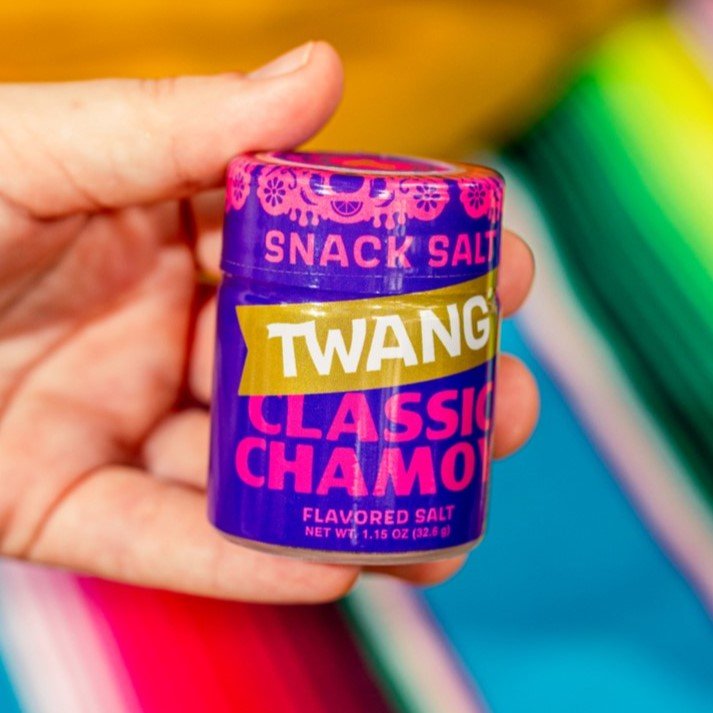 SNACK SALT
TWANG
CLASSIC
CHAMOY
FLAVORED SALT
NET WT. 1.15 OZ (32.6 g)